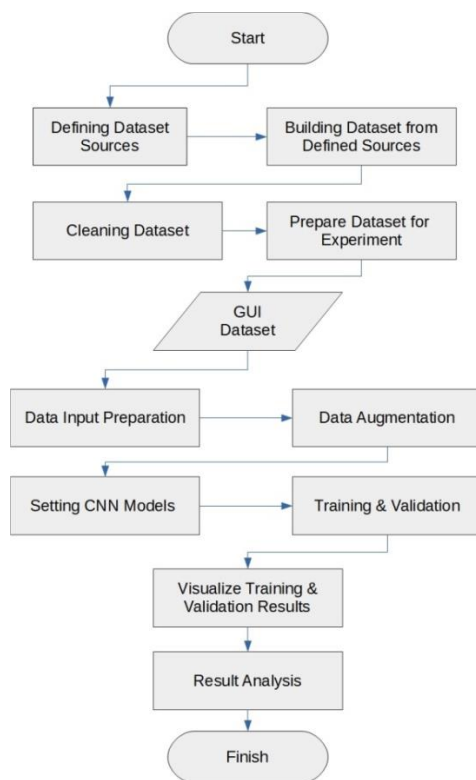 Start
Defining Dataset
Sources
Building Dataset from
Defined Sources
Cleaning Dataset
Prepare Dataset for
Experiment
GUI
Dataset
Data Input Preparation
Data Augmentation
Setting CNN Models
Training & Validation
Visualize Training &
Validation Results
Result Analysis
Finish